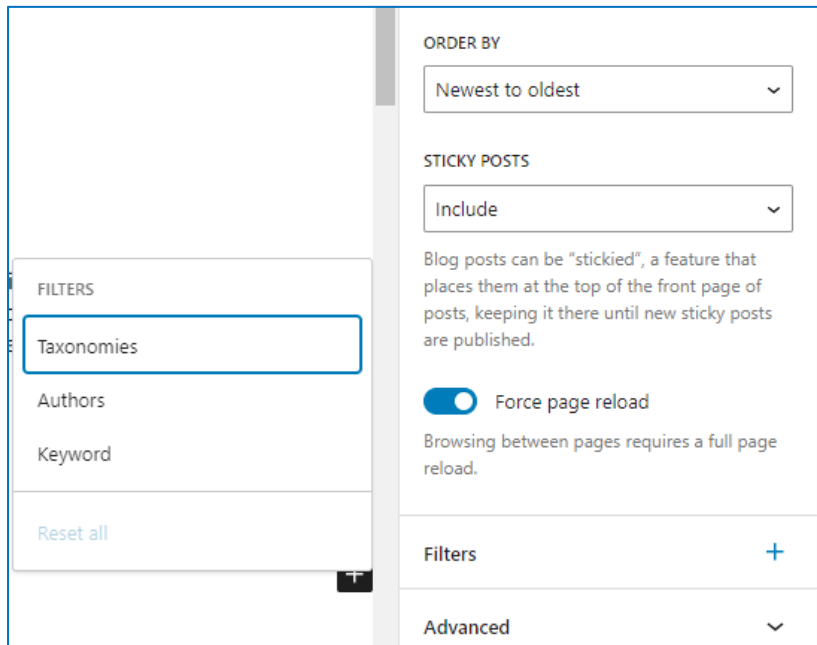 ORDER BY
Newest to oldest
STICKY POSTS
Include
Blog posts can be “stickied”, a feature that
places them at the top of the front page of
posts, keeping it there until new sticky posts
are published.
Force page reload
Browsing between pages requires a full page
reload.
Filters
Advanced
FILTERS
Taxonomies
Authors
Keyword
Reset all